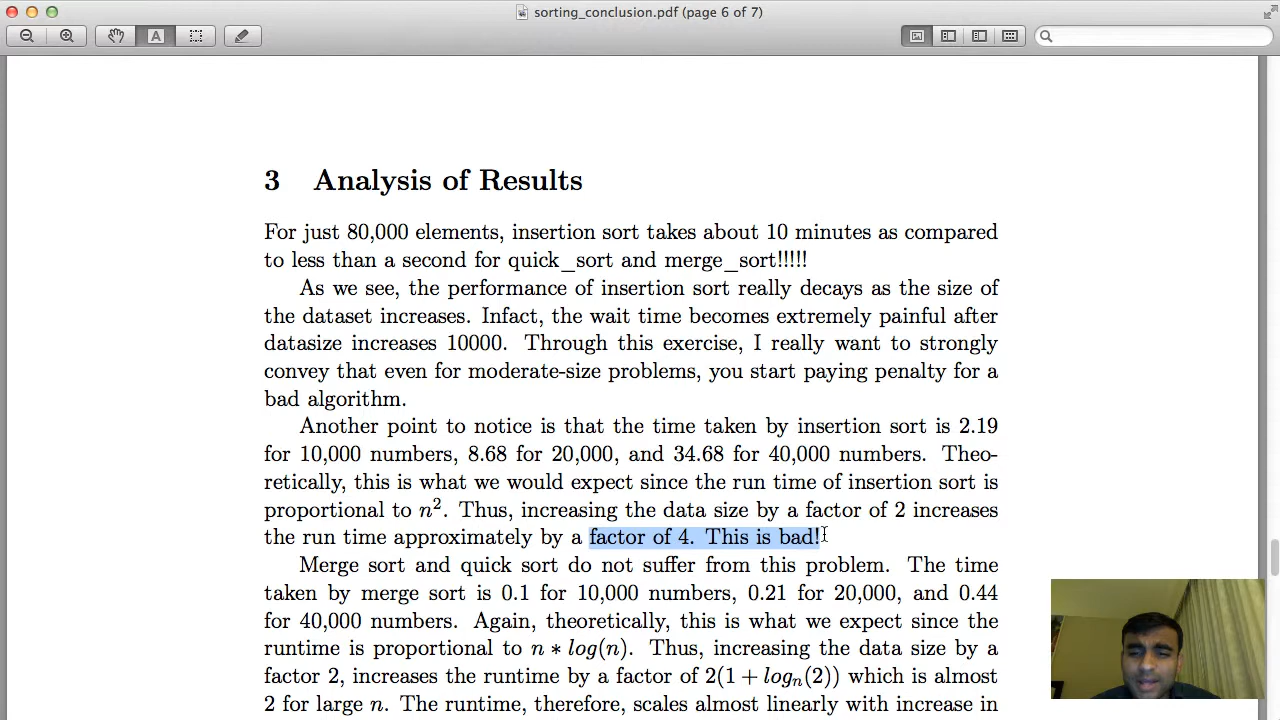 sorting_conclusion.pdf (page 6 of 7)
3 Analysis of Results
For just 80,000 elements, insertion sort takes about 10 minutes as compared
to less than a second for quick_sort and merge_sort!!!!!
As we see, the performance of insertion sort really decays as the size of
the dataset increases. Infact, the wait time becomes extremely painful after
datasize increases 10000. Through this exercise, I really want to strongly
convey that even for moderate-size problems, you start paying penalty for a
bad algorithm.
Another point to notice is that the time taken by insertion sort is 2.19
for 10,000 numbers, 8.68 for 20,000, and 34.68 for 40,000 numbers. Theo-
retically, this is what we would expect since the run time of insertion sort is
proportional to n². Thus, increasing the data size by a factor of 2 increases
the run time approximately by a factor of 4. This is bad!
Merge sort and quick sort do not suffer from this problem. The time
taken by merge sort is 0.1 for 10,000 numbers, 0.21 for 20,000, and 0.44
for 40,000 numbers. Again, theoretically, this is what we expect since the
runtime is proportional to n ∗ log(n). Thus, increasing the data size by a
factor 2, increases the runtime by a factor of 2(1 + logₙ(2)) which is almost
2 for large n. The runtime, therefore, scales almost linearly with increase in